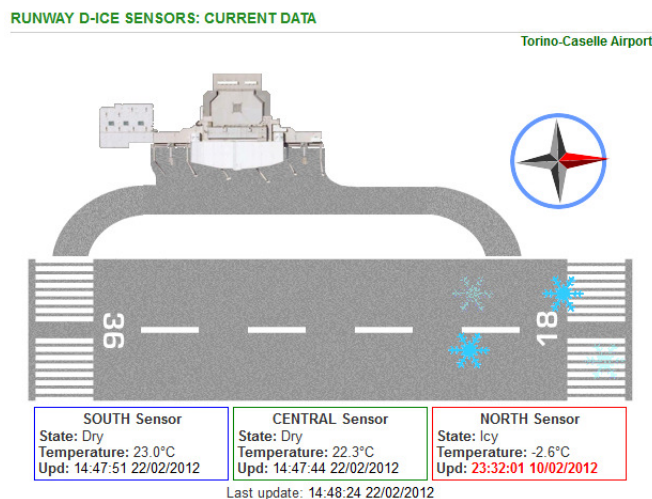 RUNWAY D-ICE SENSORS: CURRENT DATA
Torino-Caselle Airport
36
18
SOUTH Sensor
State: Dry
Temperature: 23.0°C
Upd: 14:47:51 22/02/2012
CENTRAL Sensor
State: Dry
Temperature: 22.3°C
Upd: 14:47:44 22/02/2012
NORTH Sensor
State: Icy
Temperature: -2.6°C
Upd: 23:32:01 10/02/2012
Last update: 14:48:24 22/02/2012